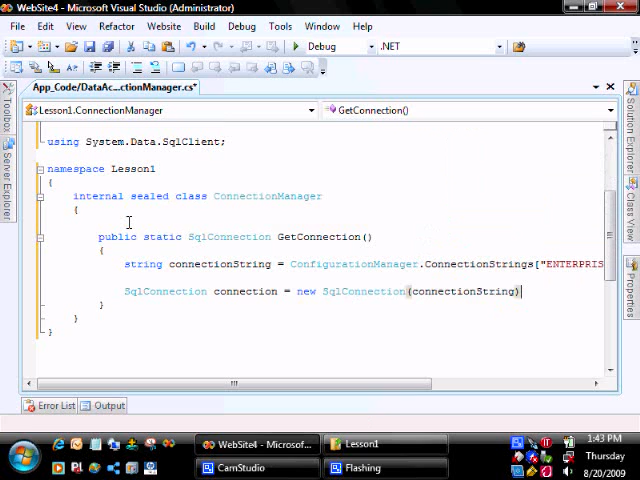 WebSite4 - Microsoft Visual Studio (Administrator)
File Edit View Refactor Website Build Debug Tools Test Window Help
Debug .NET
App_Code/DataAc...ctionManager.cs*
Lesson1.ConnectionManager GetConnection()
Toolbox
Server Explorer
Solution Explorer
Class View
Properties
using System.Data.SqlClient;
namespace Lesson1
{
internal sealed class ConnectionManager
{
public static SqlConnection GetConnection()
{
string connectionString = ConfigurationManager.ConnectionStrings["ENTERPRIS
SqlConnection connection = new SqlConnection(connectionString)
}
}
}
Error List Output
WebSite4 - Microsof... Lesson1
CamStudio Flashing
1:43 PM
Thursday
8/20/2009